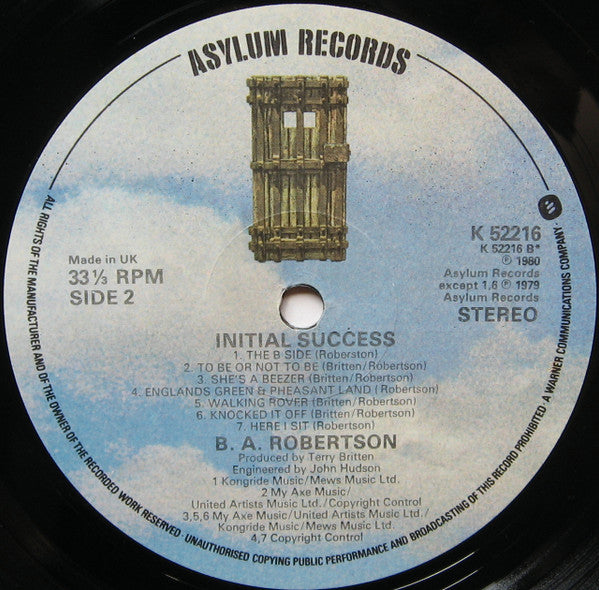 ASYLUM RECORDS
K 52216
K 52216 B*
℗ 1980
Asylum Records
except 1,6 ℗ 1979
Asylum Records
STEREO
Made in UK
33 ⅓ RPM
SIDE 2
INITIAL SUCCESS
1. THE B SIDE (Roberston)
2. TO BE OR NOT TO BE (Britten/Robertson)
3. SHE'S A BEEZER (Britten/Robertson)
4. ENGLANDS GREEN & PHEASANT LAND (Robertson)
5. WALKING ROVER (Britten/Robertson)
6. KNOCKED IT OFF (Britten/Robertson)
7. HERE I SIT (Robertson)
B. A. ROBERTSON
Produced by Terry Britten
Engineered by John Hudson
1 Kongride Music/Mews Music Ltd.
2 My Axe Music/
United Artists Music Ltd./Copyright Control
3,5,6 My Axe Music/United Artists Music Ltd./
Kongride Music/Mews Music Ltd.
4,7 Copyright Control
ALL RIGHTS OF THE MANUFACTURER AND OF THE OWNER OF THE RECORDED WORK RESERVED · UNAUTHORISED COPYING PUBLIC PERFORMANCE AND BROADCASTING OF THIS RECORD PROHIBITED · A WARNER COMMUNICATIONS COMPANY ·